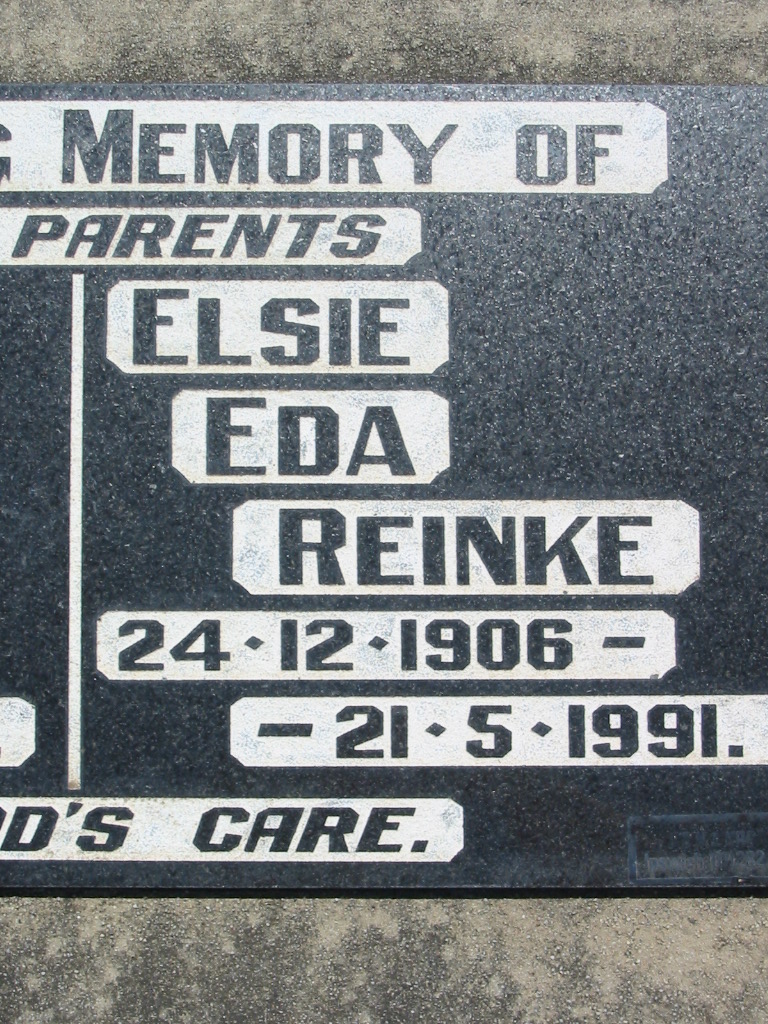 MEMORY OF
PARENTS
ELSIE
EDA
REINKE
24·12·1906 –
– 21·5·1991.
'S CARE.